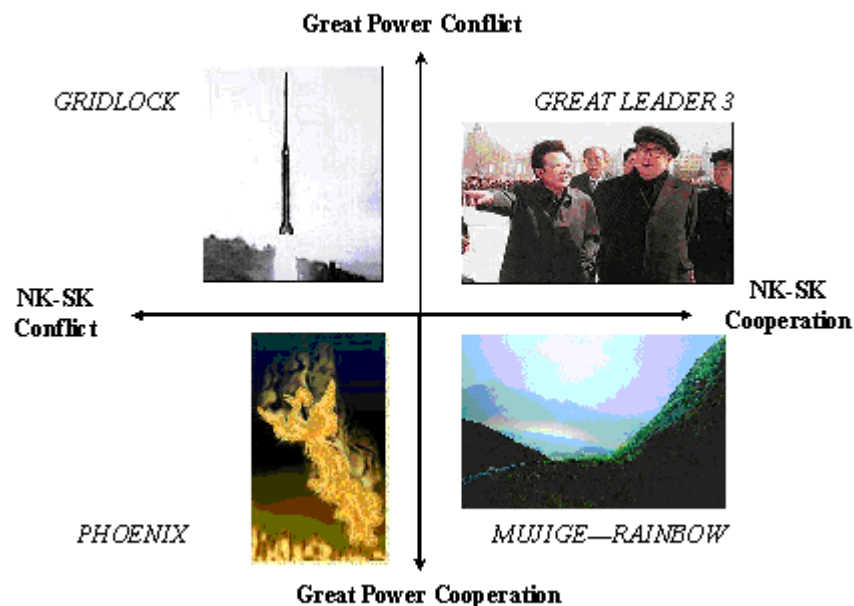 Great Power Conflict
GRIDLOCK
GREAT LEADER 3
NK-SK
Conflict
NK-SK
Cooperation
PHOENIX
MUJIGE—RAINBOW
Great Power Cooperation